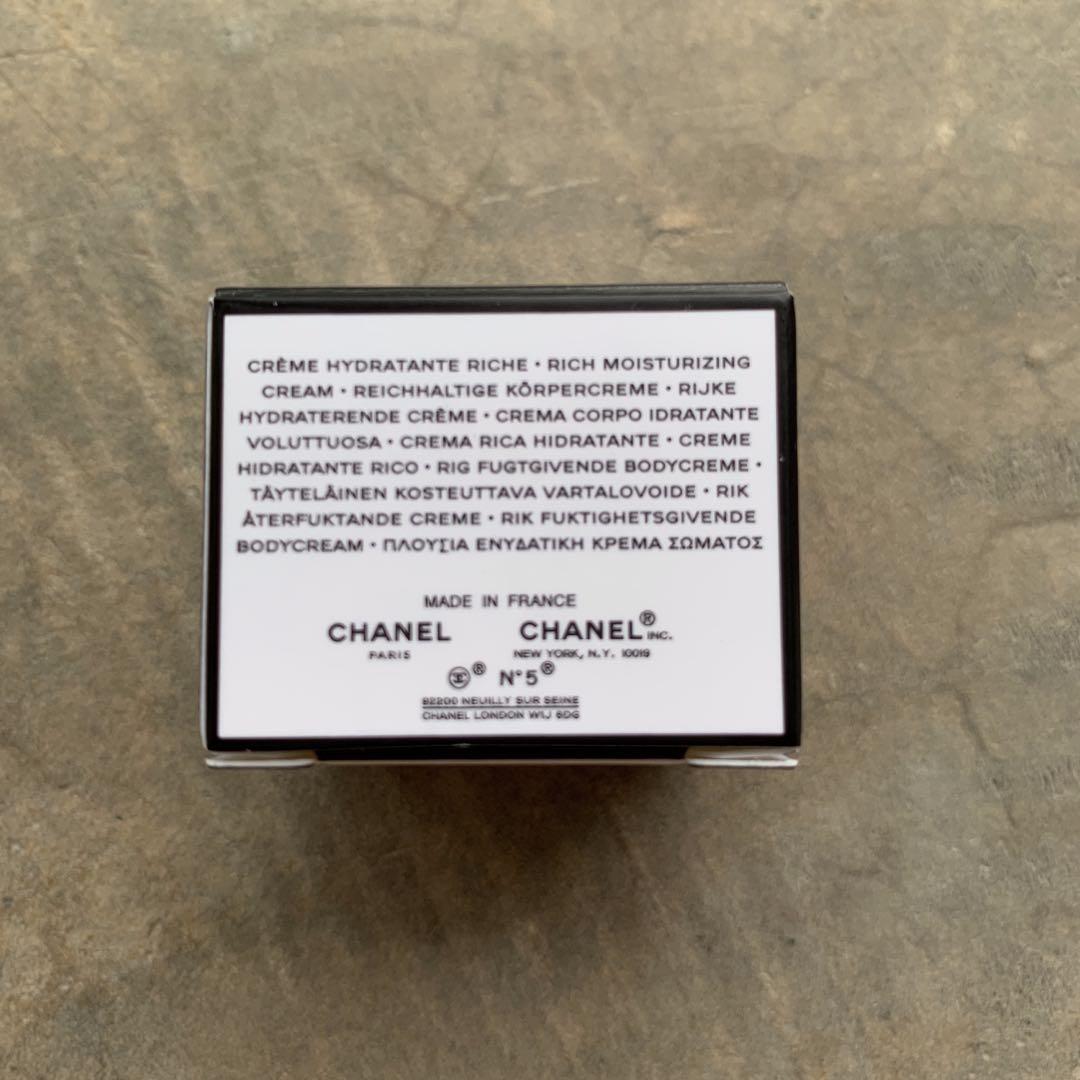 CRÈME HYDRATANTE RICHE • RICH MOISTURIZING
CREAM • REICHHALTIGE KÖRPERCREME • RIJKE
HYDRATERENDE CRÈME • CREMA CORPO IDRATANTE
VOLUTTUOSA • CREMA RICA HIDRATANTE • CREME
HIDRATANTE RICO • RIG FUGTGIVENDE BODYCREME •
TÄYTELÄINEN KOSTEUTTAVA VARTALOVOIDE • RIK
ÅTERFUKTANDE CREME • RIK FUKTIGHETSGIVENDE
BODYCREAM • ΠΛΟΥΣΙΑ ΕΝΥΔΑΤΙΚΗ ΚΡΕΜΑ ΣΩΜΑΤΟΣ
MADE IN FRANCE
CHANEL CHANEL® INC.
PARIS NEW YORK, N.Y. 10019
® N°5®
92200 NEUILLY SUR SEINE
CHANEL LONDON W1J 6DG